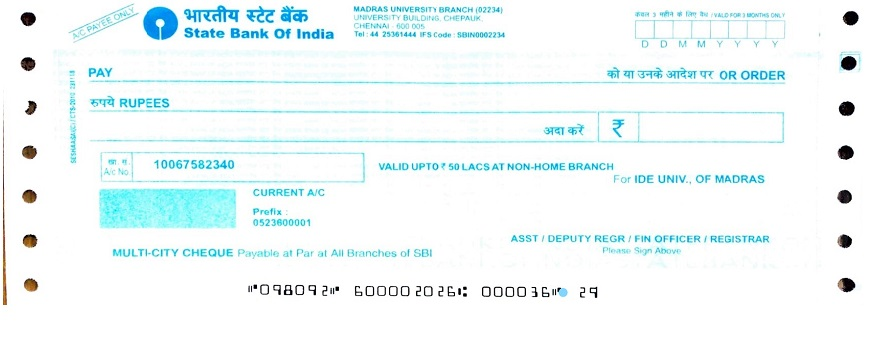 A/C PAYEE ONLY
भारतीय स्टेट बैंक
State Bank Of India
MADRAS UNIVERSITY BRANCH (02234)
UNIVERSITY BUILDING, CHEPAUK,
CHENNAI - 600 005
Tel : 44 25361444 IFS Code : SBIN0002234
केवल 3 महीने के लिए वैध / VALID FOR 3 MONTHS ONLY
D D M M Y Y Y Y
PAY
को या उनके आदेश पर OR ORDER
रुपये RUPEES
अदा करें ₹
खा. सं.
A/c No.
10067582340
VALID UPTO ₹ 50 LACS AT NON-HOME BRANCH
For IDE UNIV., OF MADRAS
CURRENT A/C
Prefix :
0523600001
MULTI-CITY CHEQUE Payable at Par at All Branches of SBI
ASST / DEPUTY REGR / FIN OFFICER / REGISTRAR
Please Sign Above
⑈098092⑈ 600002026⑆ 000036⑈ 29